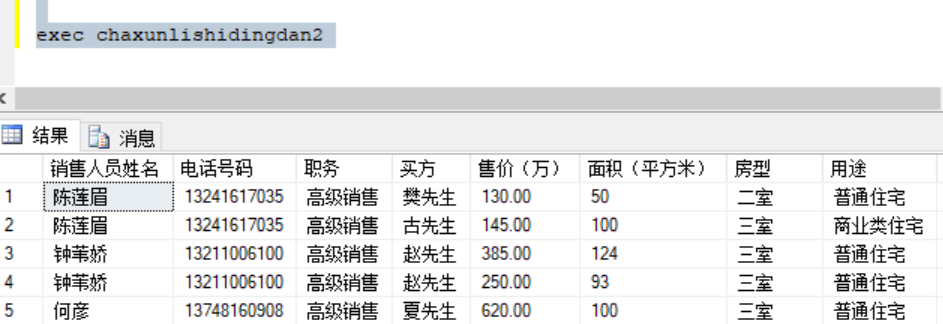 exec chaxunlishidingdan2
结果 消息
销售人员姓名 电话号码 职务 买方 售价（万） 面积（平方米） 房型 用途
1 陈莲眉 13241617035 高级销售 樊先生 130.00 50 二室 普通住宅
2 陈莲眉 13241617035 高级销售 古先生 145.00 100 三室 商业类住宅
3 钟苇娇 13211006100 高级销售 赵先生 385.00 124 三室 普通住宅
4 钟苇娇 13211006100 高级销售 赵先生 250.00 93 三室 普通住宅
5 何彦 13748160908 高级销售 夏先生 620.00 100 三室 普通住宅